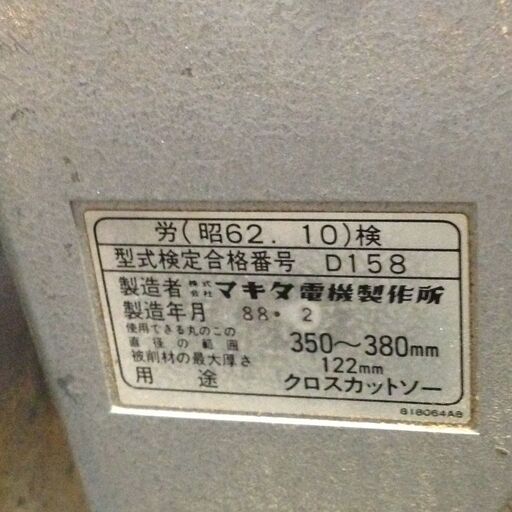 労(昭62.10)検
型式検定合格番号 D158
製造者 株式会社 マキタ電機製作所
製造年月 88・2
使用できる丸のこの直径の範囲 350～380mm
被削材の最大厚さ 122mm
用途 クロスカットソー
818064A8